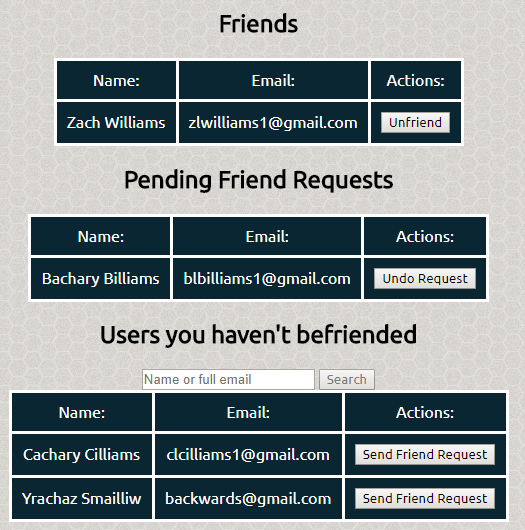 Friends
Name: Email: Actions:
Zach Williams zlwilliams1@gmail.com Unfriend
Pending Friend Requests
Name: Email: Actions:
Bachary Billiams blbilliams1@gmail.com Undo Request
Users you haven't befriended
Name or full email Search
Name: Email: Actions:
Cachary Cilliams clcilliams1@gmail.com Send Friend Request
Yrachaz Smailliw backwards@gmail.com Send Friend Request